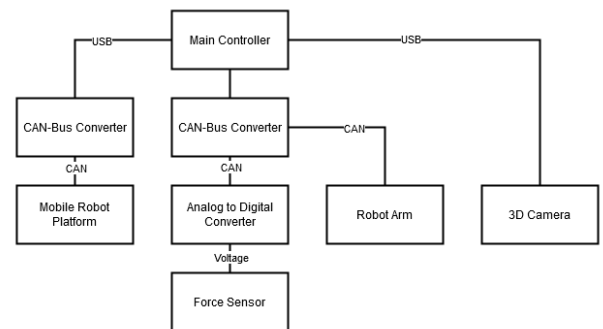 Main Controller
USB
USB
CAN-Bus Converter
CAN-Bus Converter
CAN
CAN
CAN
Mobile Robot
Platform
Analog to Digital
Converter
Robot Arm
3D Camera
Voltage
Force Sensor